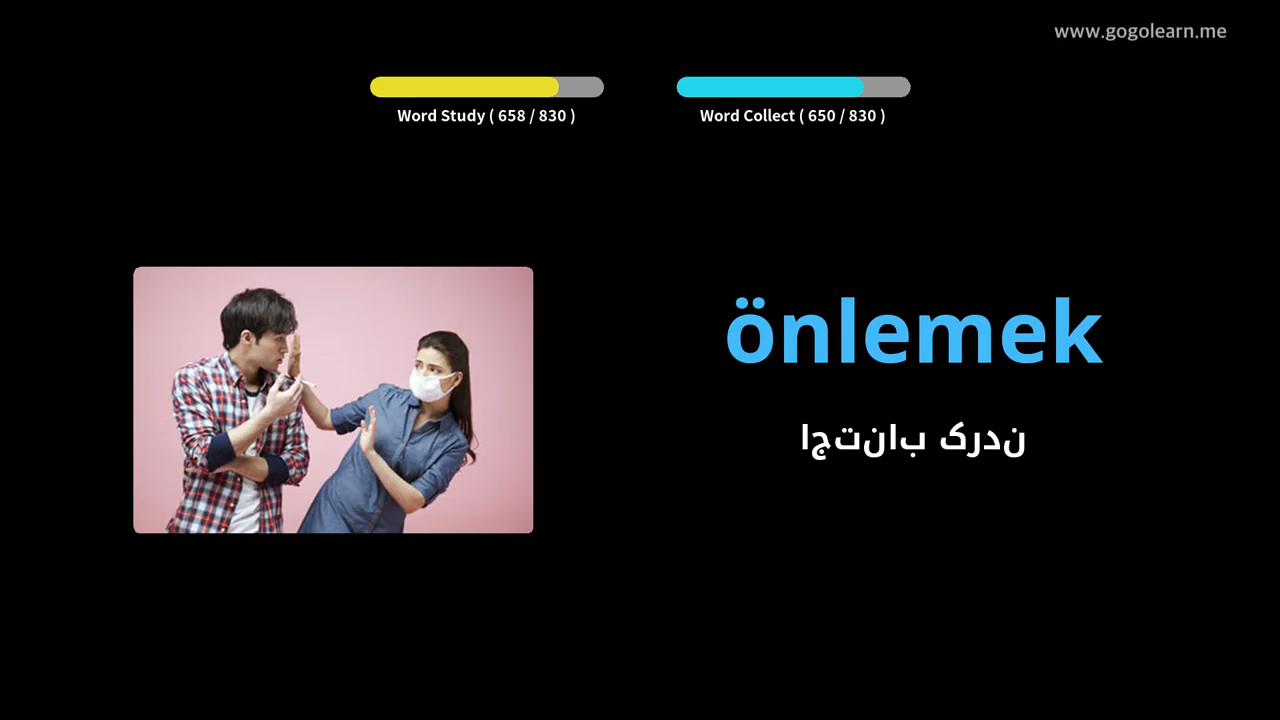 www.gogolearn.me
Word Study ( 658 / 830 )
Word Collect ( 650 / 830 )
önlemek
اجتناب کردن